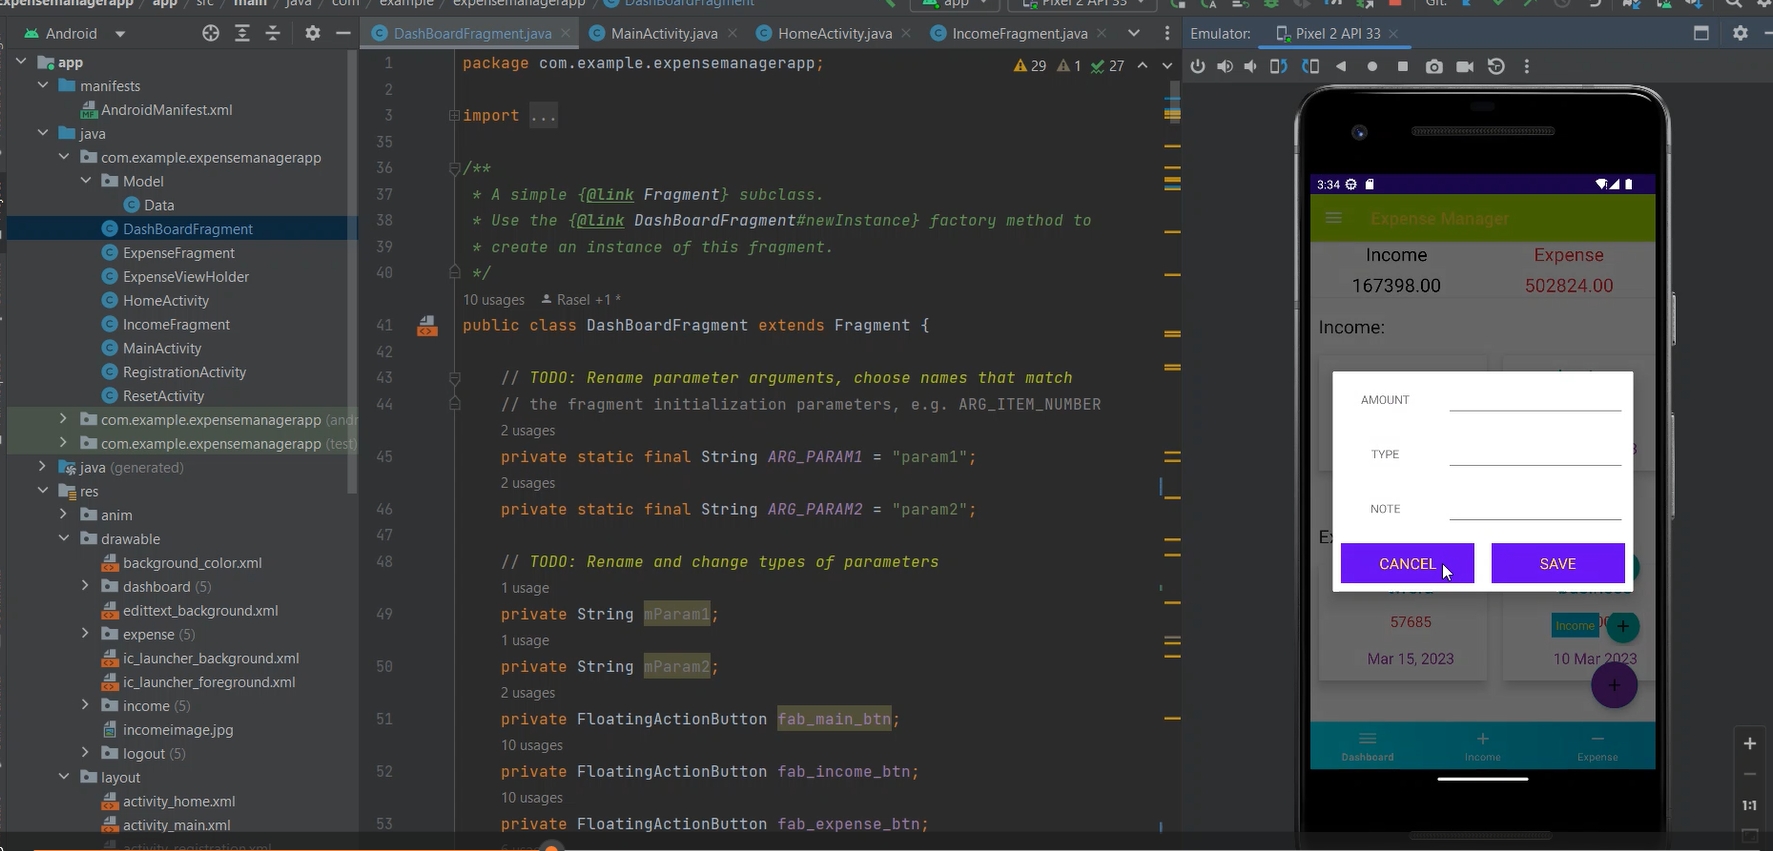 expensemanagerapp app src main java com example expensemanagerapp DashBoardFragment app Pixel 2 API 33 Git:
Android
DashBoardFragment.java MainActivity.java HomeActivity.java IncomeFragment.java
Emulator: Pixel 2 API 33
app
manifests
AndroidManifest.xml
java
com.example.expensemanagerapp
Model
Data
DashBoardFragment
ExpenseFragment
ExpenseViewHolder
HomeActivity
IncomeFragment
MainActivity
RegistrationActivity
ResetActivity
com.example.expensemanagerapp (andr
com.example.expensemanagerapp (test)
java (generated)
res
anim
drawable
background_color.xml
dashboard (5)
edittext_background.xml
expense (5)
ic_launcher_background.xml
ic_launcher_foreground.xml
income (5)
incomeimage.jpg
logout (5)
layout
activity_home.xml
activity_main.xml
activity_registration.xml
29 1 27
1 package com.example.expensemanagerapp;
2
3 import ...
35
36 /**
37 * A simple {@link Fragment} subclass.
38 * Use the {@link DashBoardFragment#newInstance} factory method to
39 * create an instance of this fragment.
40 */
10 usages Rasel +1 *
41 public class DashBoardFragment extends Fragment {
42
43 // TODO: Rename parameter arguments, choose names that match
44 // the fragment initialization parameters, e.g. ARG_ITEM_NUMBER
2 usages
45 private static final String ARG_PARAM1 = "param1";
2 usages
46 private static final String ARG_PARAM2 = "param2";
47
48 // TODO: Rename and change types of parameters
1 usage
49 private String mParam1;
1 usage
50 private String mParam2;
2 usages
51 private FloatingActionButton fab_main_btn;
10 usages
52 private FloatingActionButton fab_income_btn;
10 usages
53 private FloatingActionButton fab_expense_btn;
3:34
Expense Manager
Income Expense
167398.00 502824.00
Income:
AMOUNT
TYPE
NOTE
CANCEL SAVE
57685 Income
Mar 15, 2023 10 Mar 2023
Dashboard Income Expense
1:1